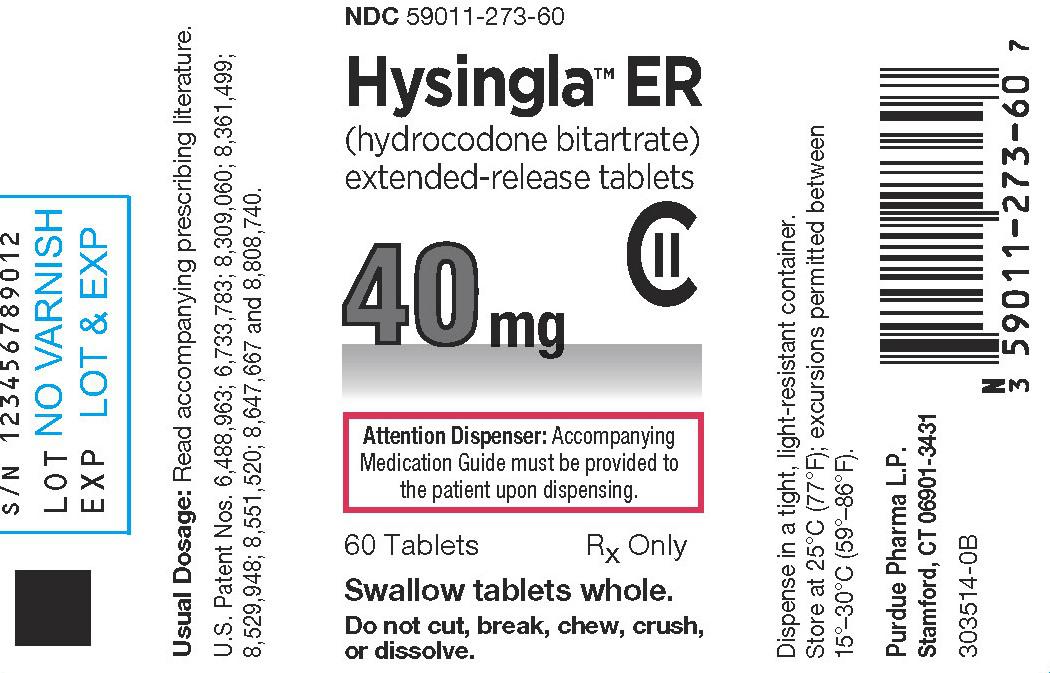 S/N 123456789012
LOT NO VARNISH
EXP LOT & EXP
Usual Dosage: Read accompanying prescribing literature.
U.S. Patent Nos. 6,488,963; 6,733,783; 8,309,060; 8,361,499;
8,529,948; 8,551,520; 8,647,667 and 8,808,740.
NDC 59011-273-60
Hysingla™ ER
(hydrocodone bitartrate)
extended-release tablets
CII
40 mg
Attention Dispenser: Accompanying
Medication Guide must be provided to
the patient upon dispensing.
60 Tablets Rx Only
Swallow tablets whole.
Do not cut, break, chew, crush,
or dissolve.
Dispense in a tight, light-resistant container.
Store at 25°C (77°F); excursions permitted between
15°–30°C (59°–86°F).
Purdue Pharma L.P.
Stamford, CT 06901-3431
303514-0B
N
3 59011-273-60 7